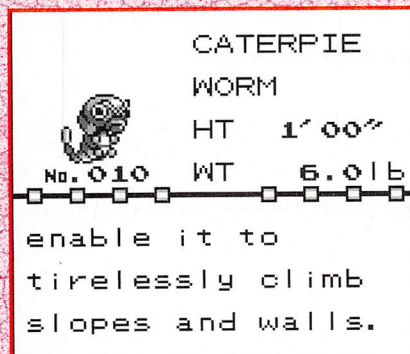 CATERPIE
WORM
HT 1′00″
No.010 WT 6.0lb
enable it to
tirelessly climb
slopes and walls.